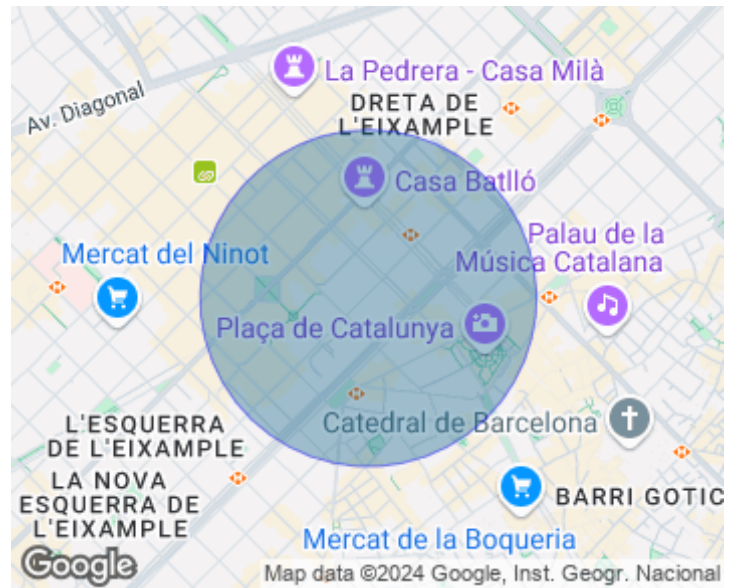 La Pedrera - Casa Milà
Av. Diagonal
DRETA DE
L'EIXAMPLE
Casa Batlló
Palau de la
Música Catalana
Mercat del Ninot
Plaça de Catalunya
L'ESQUERRA
DE L'EIXAMPLE
Catedral de Barcelona
LA NOVA
ESQUERRA DE
L'EIXAMPLE
BARRI GOTIC
Mercat de la Boqueria
Google
Map data ©2024 Google, Inst. Geogr. Nacional